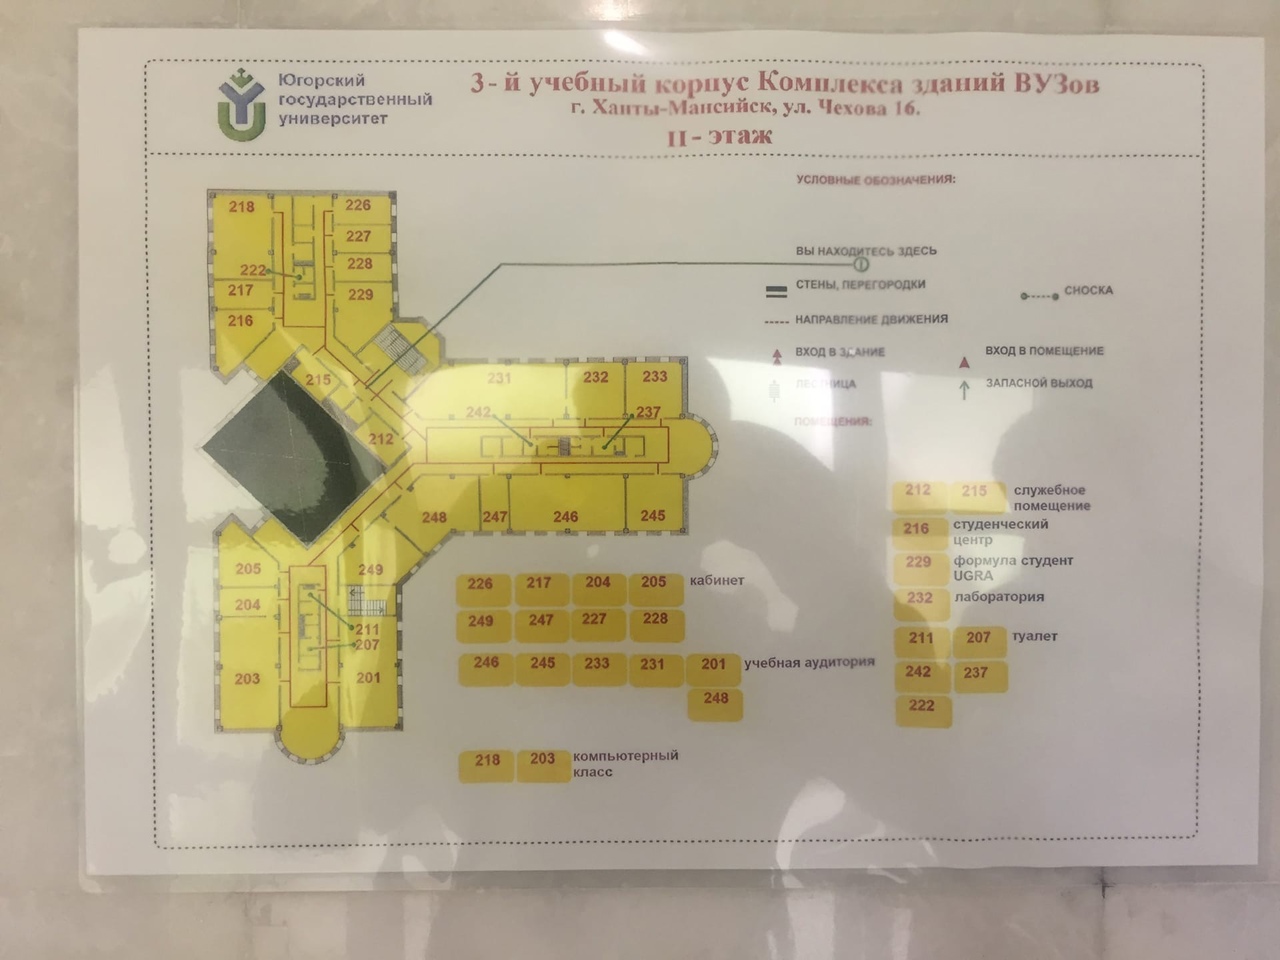 Югорский
государственный
университет
3-й учебный корпус Комплекса зданий ВУЗов
г. Ханты-Мансийск, ул. Чехова 16.
II - этаж
УСЛОВНЫЕ ОБОЗНАЧЕНИЯ:
ВЫ НАХОДИТЕСЬ ЗДЕСЬ
СТЕНЫ, ПЕРЕГОРОДКИ
СНОСКА
НАПРАВЛЕНИЕ ДВИЖЕНИЯ
ВХОД В ЗДАНИЕ
ВХОД В ПОМЕЩЕНИЕ
ЛЕСТНИЦА
ЗАПАСНОЙ ВЫХОД
ПОМЕЩЕНИЯ:
218
226
227
222
228
217
229
216
215
231
232
233
242
237
212
248
247
246
245
205
249
204
211
207
203
201
226 217 204 205 кабинет
249 247 227 228
246 245 233 231 201 учебная аудитория
248
218 203 компьютерный
класс
212 215 служебное
помещение
216 студенческий
центр
229 формула студент
UGRA
232 лаборатория
211 207 туалет
242 237
222